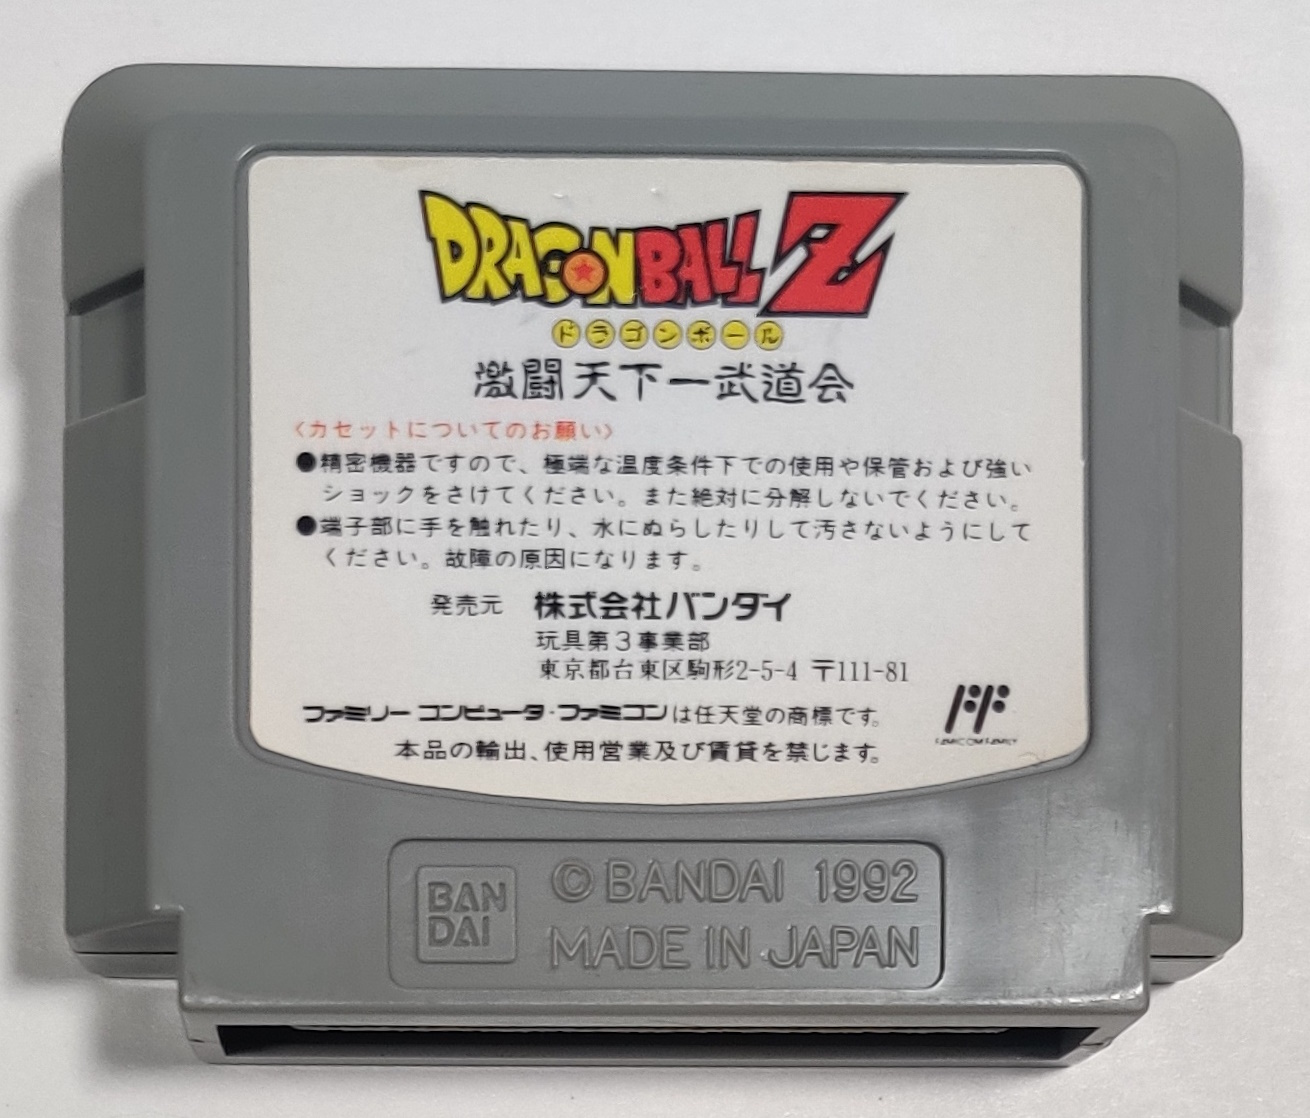 DRAGONBALL Z
ドラゴンボール
激闘天下一武道会
〈カセットについてのお願い〉
●精密機器ですので、極端な温度条件下での使用や保管および強い
ショックをさけてください。また絶対に分解しないでください。
●端子部に手を触れたり、水にぬらしたりして汚さないようにして
ください。故障の原因になります。
発売元 株式会社バンダイ
玩具第3事業部
東京都台東区駒形2-5-4 〒111-81
ファミリーコンピュータ・ファミコンは任天堂の商標です。
FF
FAMICOM FAMILY
本品の輸出、使用営業及び賃貸を禁じます。
BAN
DAI
©BANDAI 1992
MADE IN JAPAN